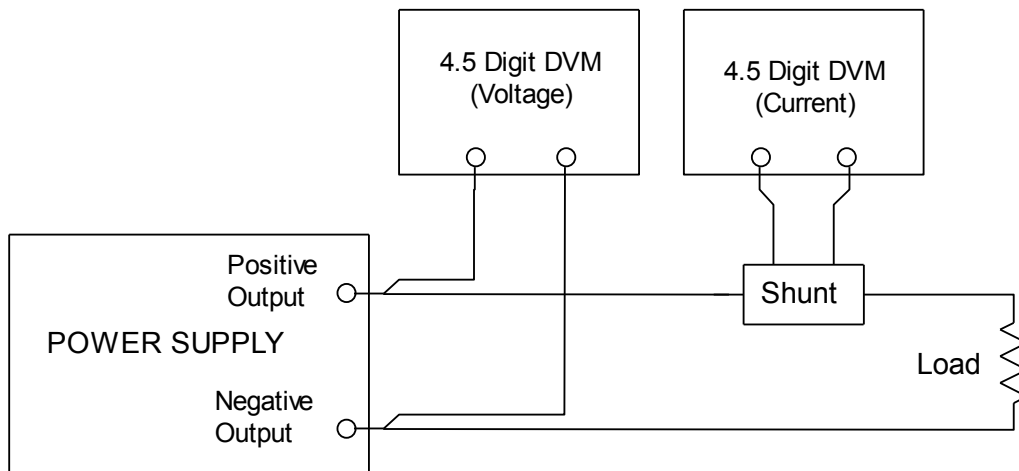 4.5 Digit DVM
(Voltage)
4.5 Digit DVM
(Current)
Positive
Output
Shunt
POWER SUPPLY
Load
Negative
Output